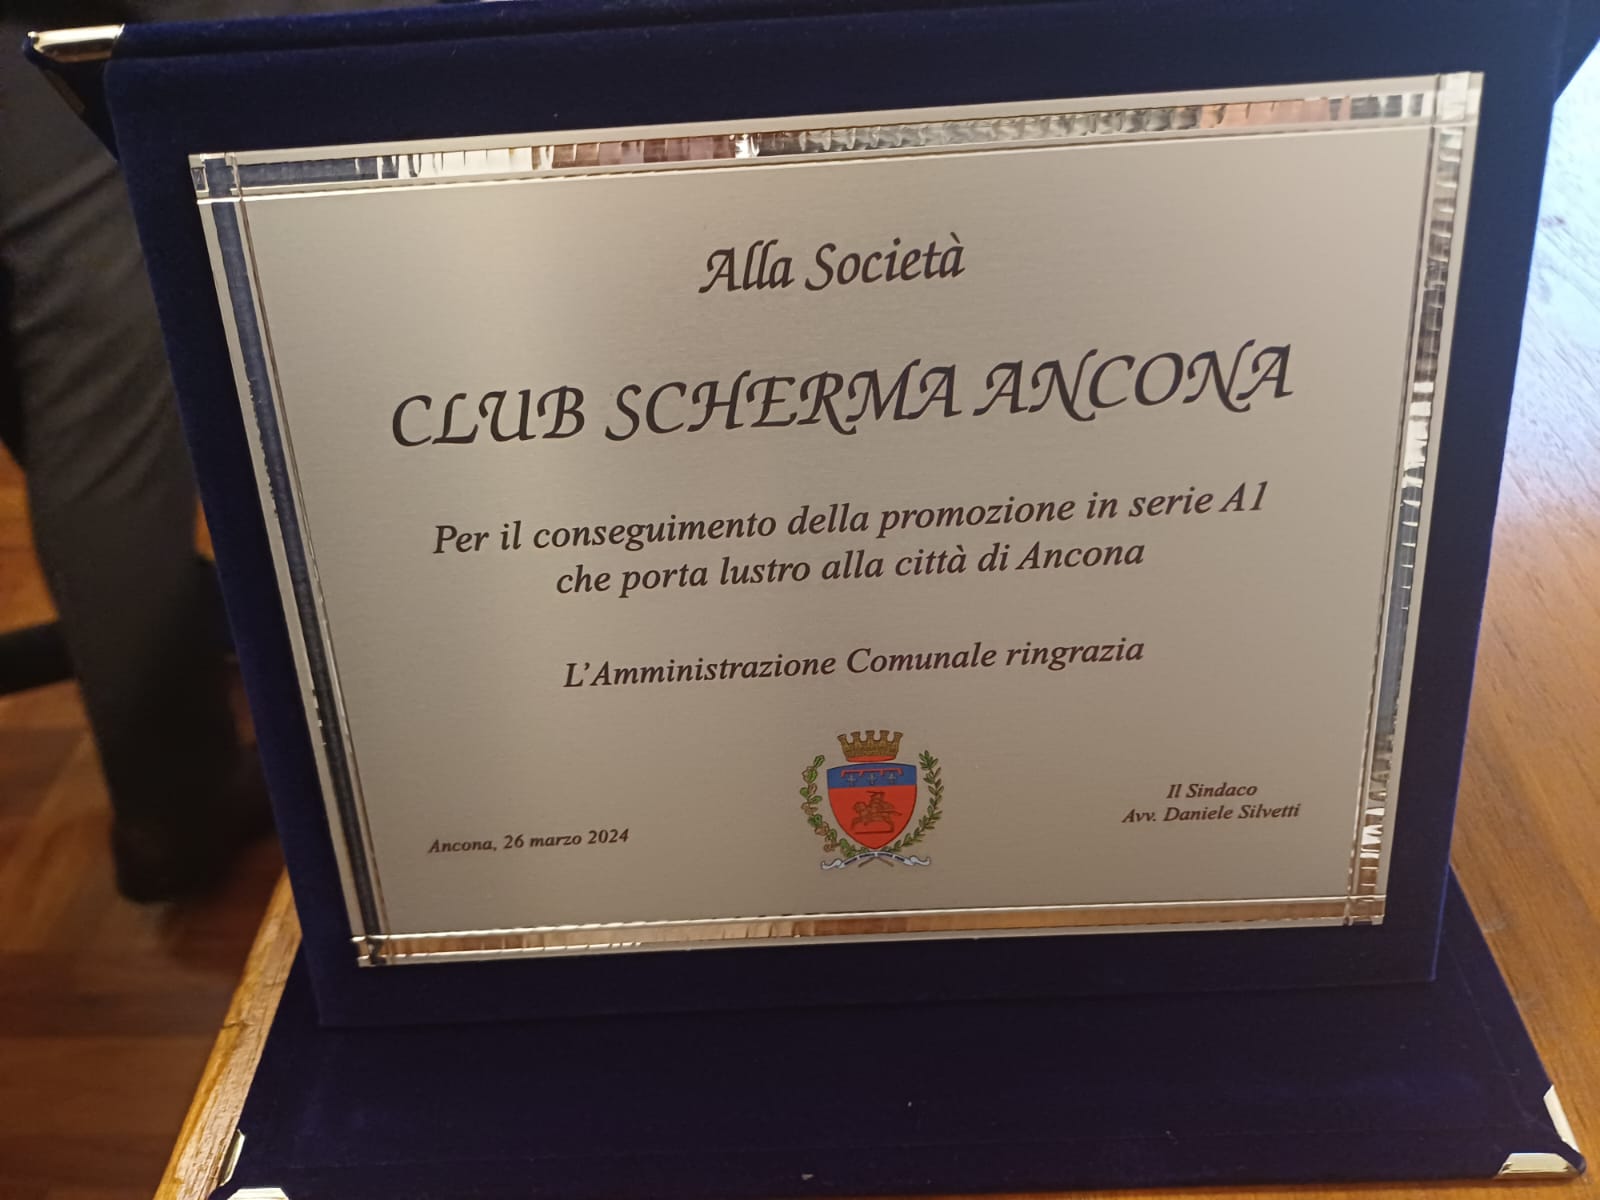 Alla Società
CLUB SCHERMA ANCONA
Per il conseguimento della promozione in serie A1
che porta lustro alla città di Ancona
L'Amministrazione Comunale ringrazia
Ancona, 26 marzo 2024
Il Sindaco
Avv. Daniele Silvetti